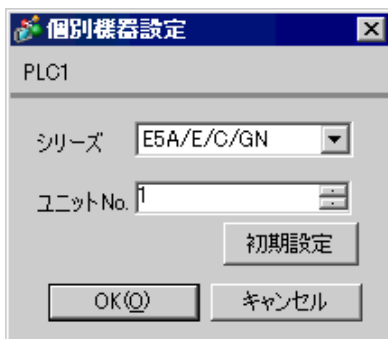 個別機器設定
PLC1
シリーズ E5A/E/C/GN
ユニットNo. 1
初期設定
OK(O) キャンセル